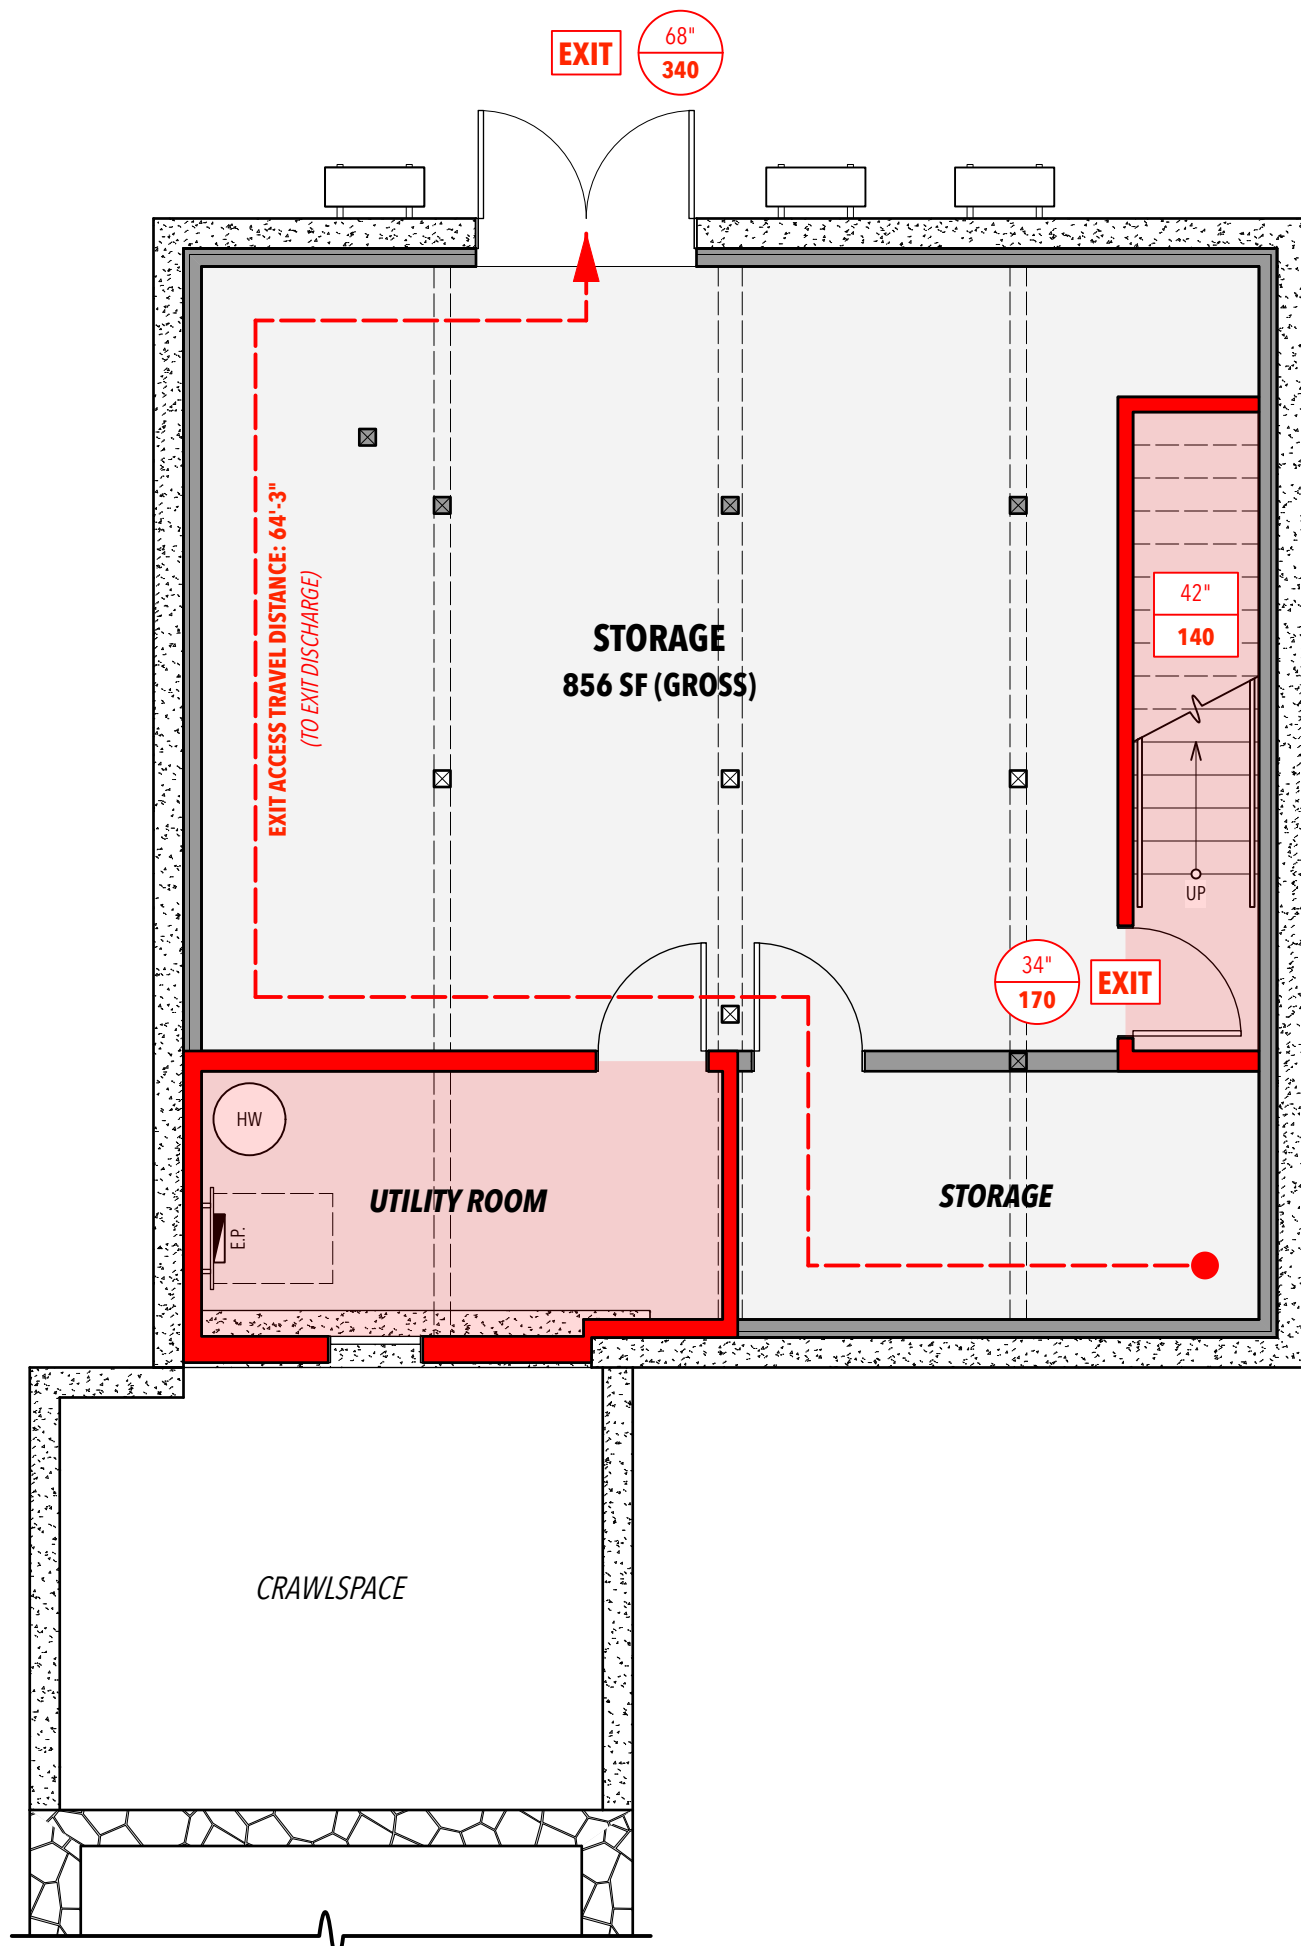 EXIT
68"
340
EXIT ACCESS TRAVEL DISTANCE: 64'-3"
(TO EXIT DISCHARGE)
STORAGE
856 SF (GROSS)
42"
140
UP
34"
170
EXIT
HW
E.P.
UTILITY ROOM
STORAGE
CRAWLSPACE